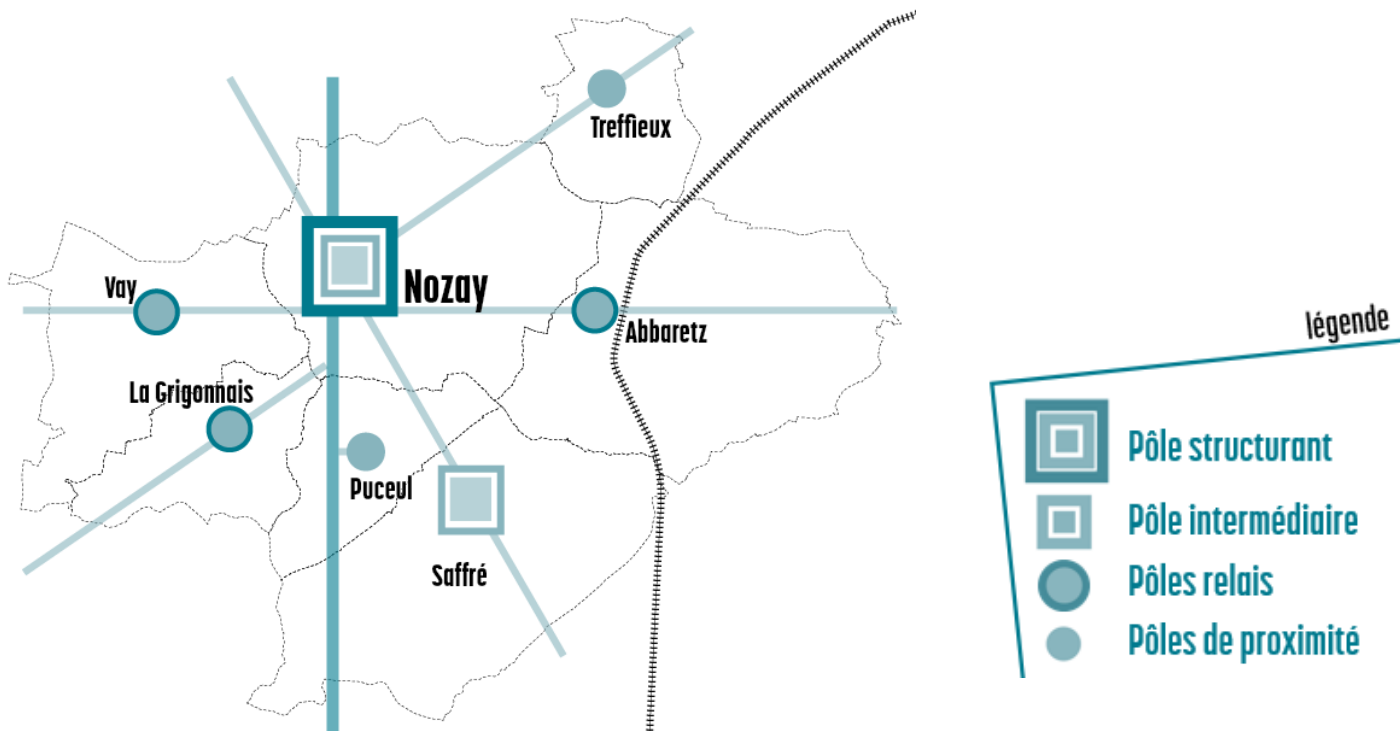 Treffieux
Vay
Nozay
Abbaretz
La Grigonnais
Puceul
Saffré
légende
Pôle structurant
Pôle intermédiaire
Pôles relais
Pôles de proximité